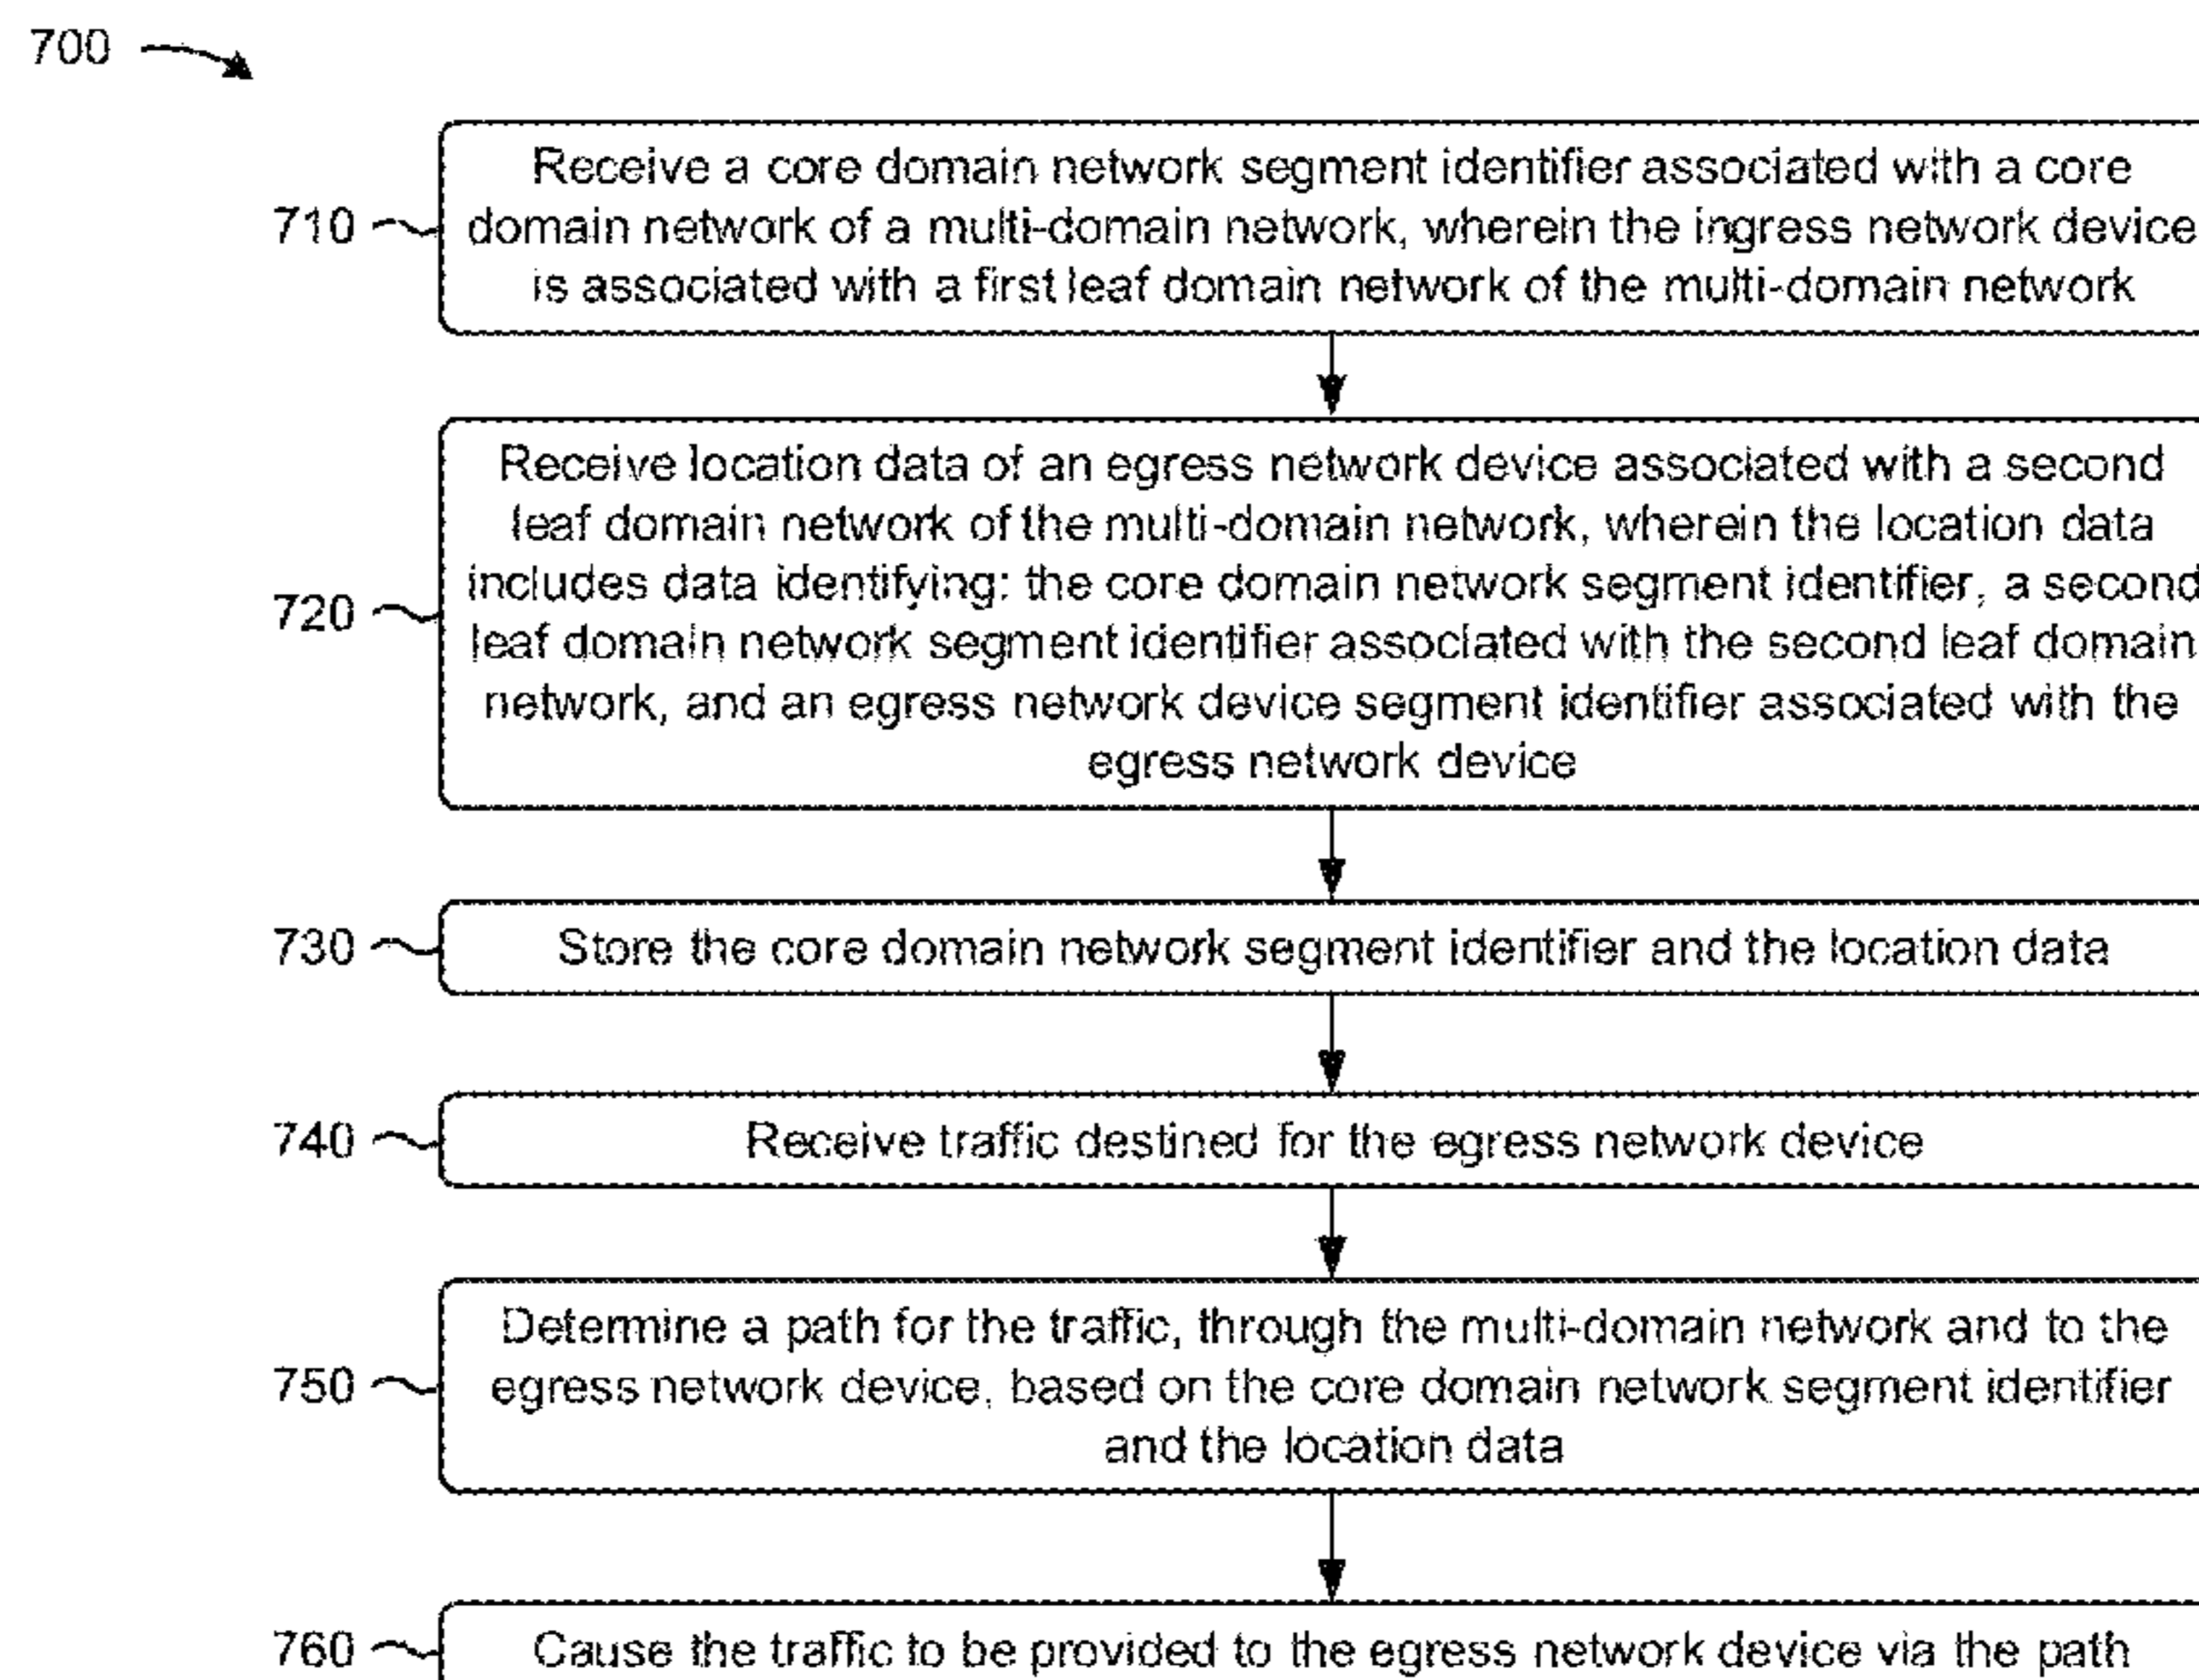 700
Receive a core domain network segment identifier associated with a core
710
domain network of a multi-domain network, wherein the ingress network device
is associated with a first leaf domain network of the multi-domain network
Receive location data of an egress network device associated with a second
leaf domain network of the multi-domain network, wherein the location data
includes data identifying: the core domain network segment identifier, a second
720
leaf domain network segment identifier associated with the second leaf domain
network, and an egress network device segment identifier associated with the
egress network device
730
Store the core domain network segment identifier and the location data
740
Receive traffic destined for the egress network device
Determine a path for the traffic, through the multi-domain network and to the
750
egress network device, based on the core domain network segment identifier
and the location data
760
Cause the traffic to be provided to the egress network device via the path